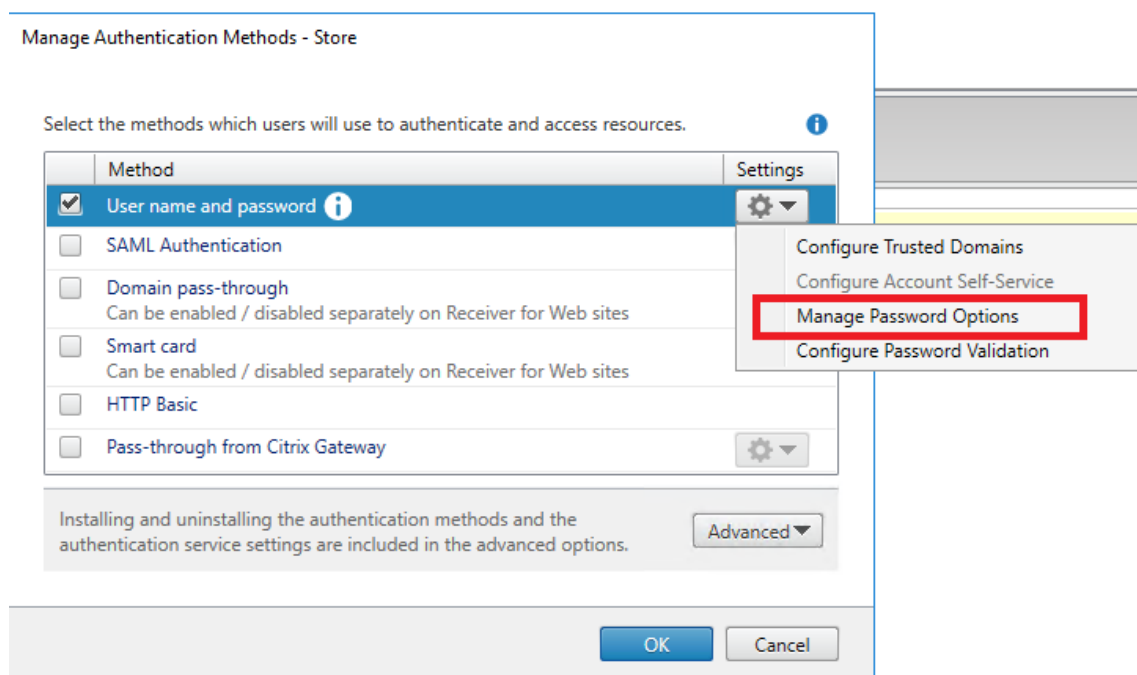 Manage Authentication Methods - Store
Select the methods which users will use to authenticate and access resources.
Method Settings
User name and password
SAML Authentication
Domain pass-through
Can be enabled / disabled separately on Receiver for Web sites
Smart card
Can be enabled / disabled separately on Receiver for Web sites
HTTP Basic
Pass-through from Citrix Gateway
Configure Trusted Domains
Configure Account Self-Service
Manage Password Options
Configure Password Validation
Installing and uninstalling the authentication methods and the
authentication service settings are included in the advanced options.
Advanced
OK Cancel